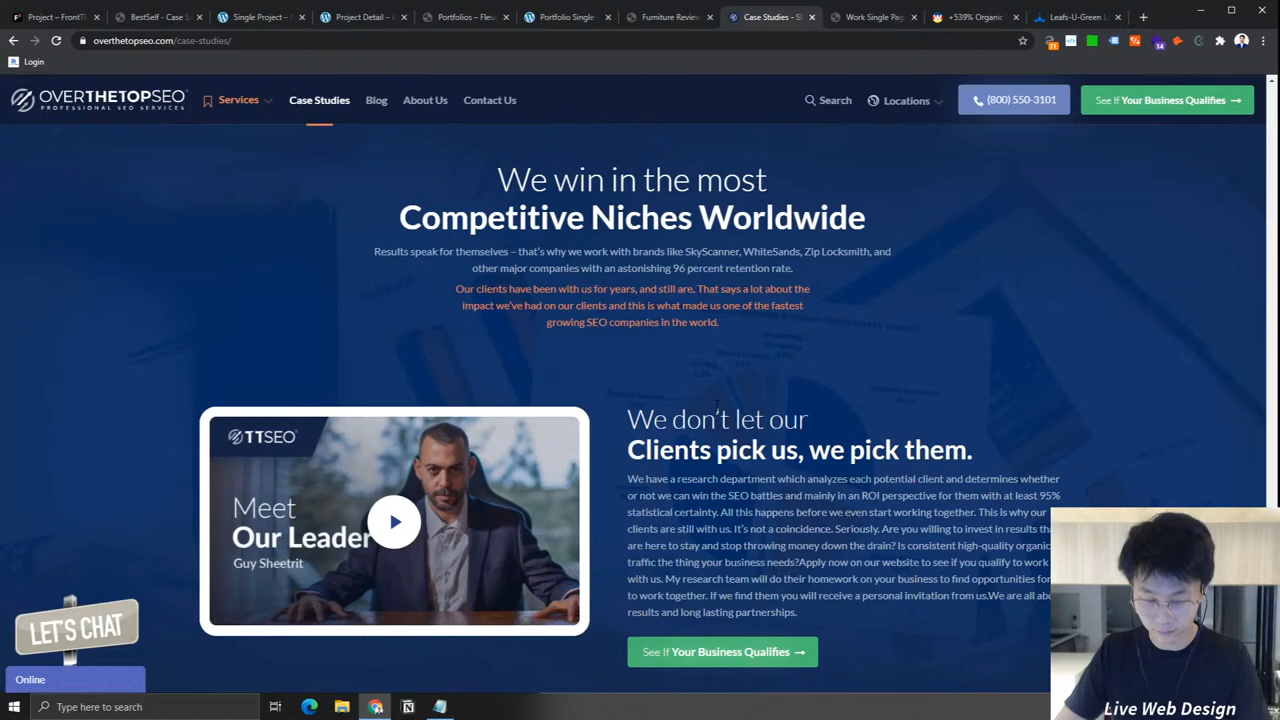 Project – FrontT
BestSelf - Case S
Single Project –
Project Detail – A
Portfolios – Fleu
Portfolio Single
Furniture Review
Case Studies - S
Work Single Pag
+539% Organic
Leafs-U-Green L
overthetopseo.com/case-studies/
21
14
Login
OVERTHETOPSEO
PROFESSIONAL SEO SERVICES
Services
Case Studies
Blog
About Us
Contact Us
Search
Locations
(800) 550-3101
See If Your Business Qualifies →
We win in the most
Competitive Niches Worldwide
Results speak for themselves – that's why we work with brands like SkyScanner, WhiteSands, Zip Locksmith, and
other major companies with an astonishing 96 percent retention rate.
Our clients have been with us for years, and still are. That says a lot about the
impact we've had on our clients and this is what made us one of the fastest
growing SEO companies in the world.
TTSEO
Meet
Our Leader
Guy Sheetrit
We don't let our
Clients pick us, we pick them.
We have a research department which analyzes each potential client and determines whether
or not we can win the SEO battles and mainly in an ROI perspective for them with at least 95%
statistical certainty. All this happens before we even start working together. This is why our
clients are still with us. It's not a coincidence. Seriously. Are you willing to invest in results tha
are here to stay and stop throwing money down the drain? Is consistent high-quality organic
traffic the thing your business needs?Apply now on our website to see if you qualify to work
with us. My research team will do their homework on your business to find opportunities for
to work together. If we find them you will receive a personal invitation from us.We are all abo
results and long lasting partnerships.
See If Your Business Qualifies →
LET'S CHAT
Online
Type here to search
Live Web Design